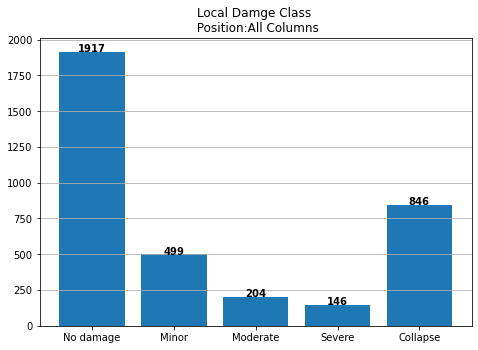 Local Damge Class
Position:All Columns
2000
1750
1500
1250
1000
750
500
250
0
1917
499
204
146
846
No damage
Minor
Moderate
Severe
Collapse